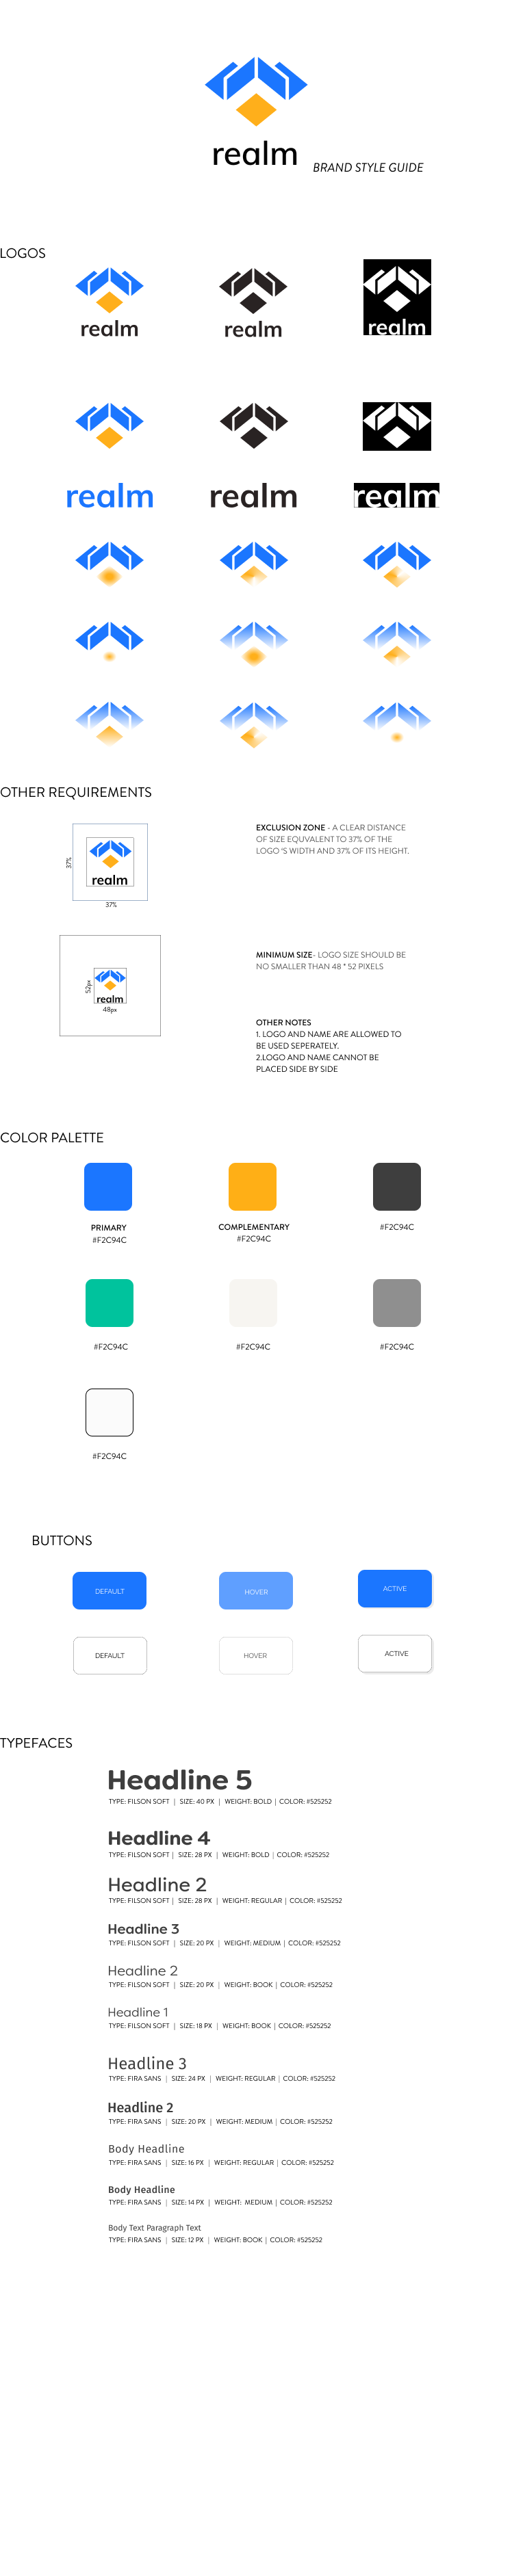 realm
BRAND STYLE GUIDE
LOGOS
realm
realm
realm
realm
realm
realm
OTHER REQUIREMENTS
37%
realm
37%
EXCLUSION ZONE - A CLEAR DISTANCE
OF SIZE EQUVALENT TO 37% OF THE
LOGO 'S WIDTH AND 37% OF ITS HEIGHT.
52px
realm
48px
MINIMUM SIZE- LOGO SIZE SHOULD BE
NO SMALLER THAN 48 * 52 PIXELS
OTHER NOTES
1. LOGO AND NAME ARE ALLOWED TO
BE USED SEPERATELY.
2.LOGO AND NAME CANNOT BE
PLACED SIDE BY SIDE
COLOR PALETTE
PRIMARY
#F2C94C
COMPLEMENTARY
#F2C94C
#F2C94C
#F2C94C
#F2C94C
#F2C94C
#F2C94C
BUTTONS
DEFAULT
HOVER
ACTIVE
DEFAULT
HOVER
ACTIVE
TYPEFACES
Headline 5
TYPE: FILSON SOFT | SIZE: 40 PX | WEIGHT: BOLD | COLOR: #525252
Headline 4
TYPE: FILSON SOFT | SIZE: 28 PX | WEIGHT: BOLD | COLOR: #525252
Headline 2
TYPE: FILSON SOFT | SIZE: 28 PX | WEIGHT: REGULAR | COLOR: #525252
Headline 3
TYPE: FILSON SOFT | SIZE: 20 PX | WEIGHT: MEDIUM | COLOR: #525252
Headline 2
TYPE: FILSON SOFT | SIZE: 20 PX | WEIGHT: BOOK | COLOR: #525252
Headline 1
TYPE: FILSON SOFT | SIZE: 18 PX | WEIGHT: BOOK | COLOR: #525252
Headline 3
TYPE: FIRA SANS | SIZE: 24 PX | WEIGHT: REGULAR | COLOR: #525252
Headline 2
TYPE: FIRA SANS | SIZE: 20 PX | WEIGHT: MEDIUM | COLOR: #525252
Body Headline
TYPE: FIRA SANS | SIZE: 16 PX | WEIGHT: REGULAR | COLOR: #525252
Body Headline
TYPE: FIRA SANS | SIZE: 14 PX | WEIGHT: MEDIUM | COLOR: #525252
Body Text Paragraph Text
TYPE: FIRA SANS | SIZE: 12 PX | WEIGHT: BOOK | COLOR: #525252